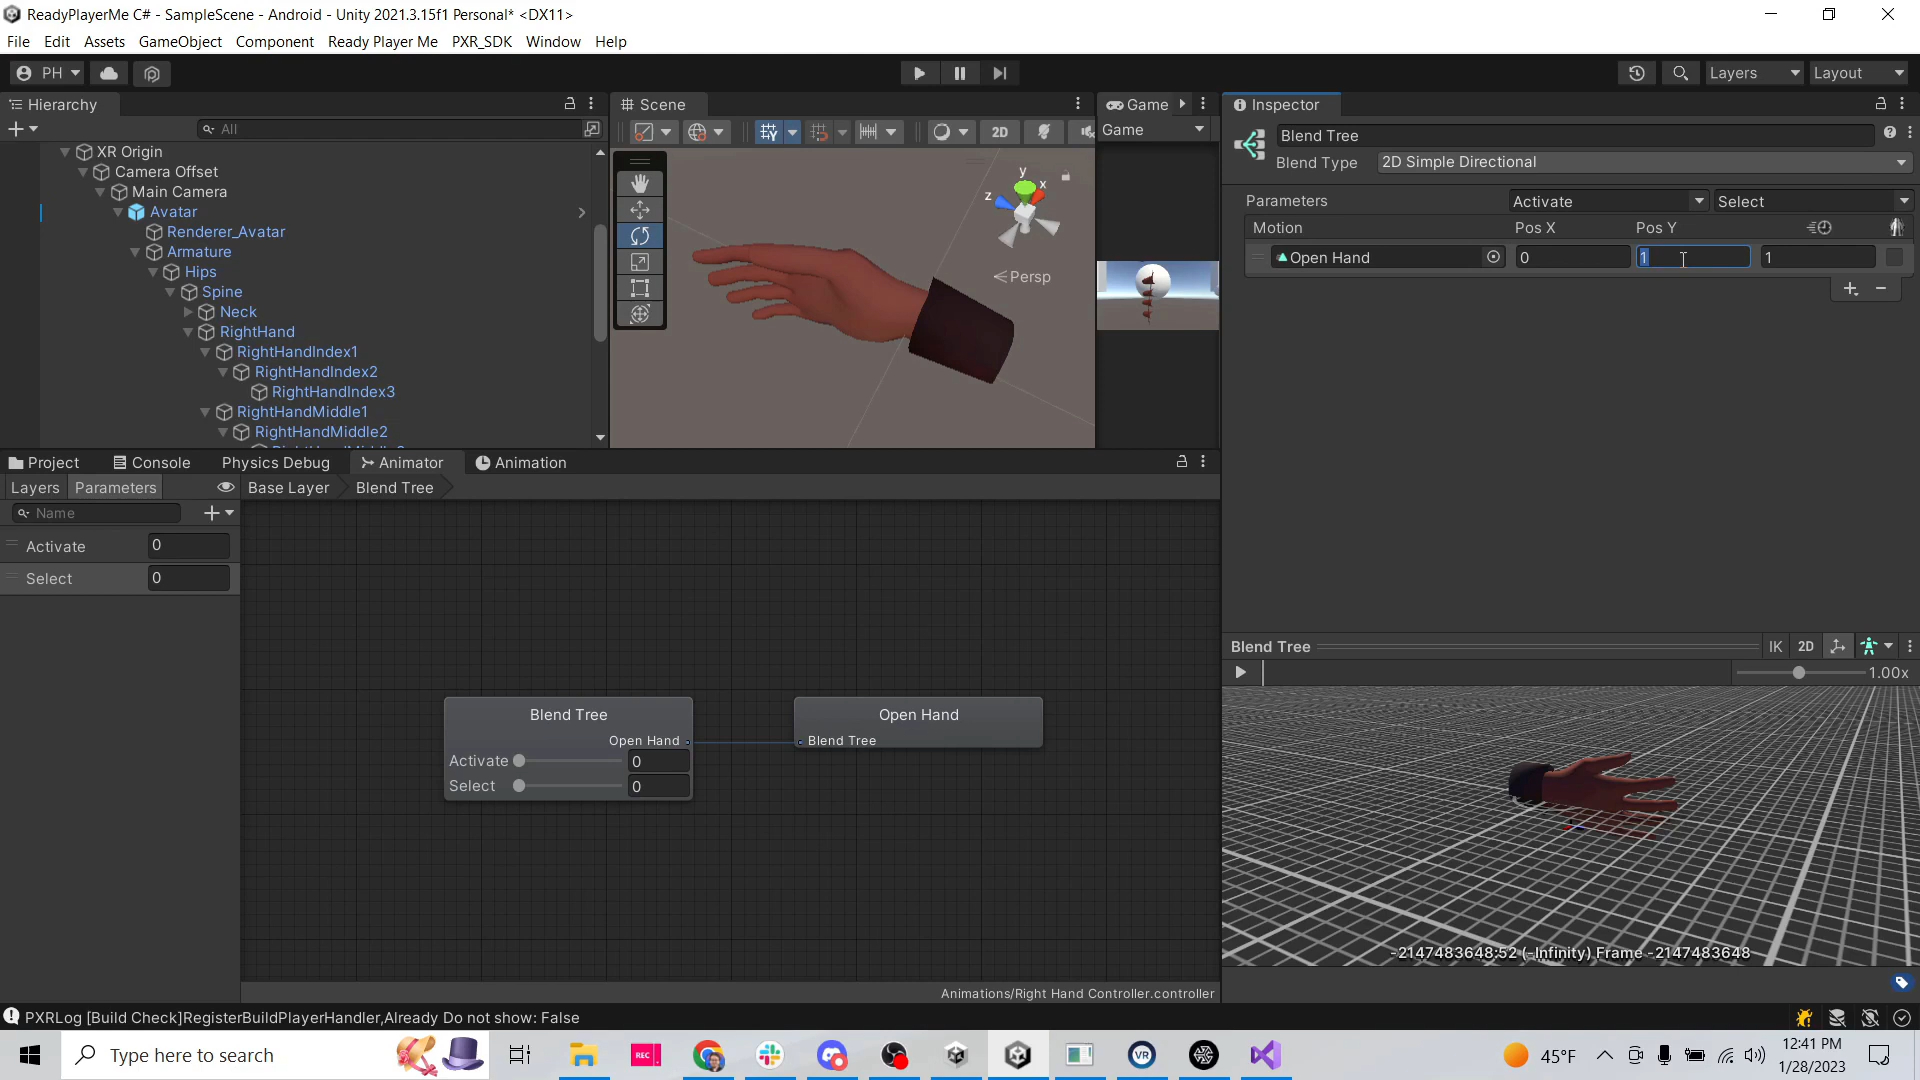 ReadyPlayerMe C# - SampleScene - Android - Unity 2021.3.15f1 Personal* <DX11>
File Edit Assets GameObject Component Ready Player Me PXR_SDK Window Help
PH Layers Layout
Hierarchy
All
XR Origin
Camera Offset
Main Camera
Avatar
Renderer_Avatar
Armature
Hips
Spine
Neck
RightHand
RightHandIndex1
RightHandIndex2
RightHandIndex3
RightHandMiddle1
RightHandMiddle2
Scene
2D
y
x
z
Persp
Game
Game
Inspector
Blend Tree
Blend Type 2D Simple Directional
Parameters Activate Select
Motion Pos X Pos Y
Open Hand 0 1 1
Project Console Physics Debug Animator Animation
Layers Parameters Base Layer Blend Tree
Name
Activate 0
Select 0
Blend Tree
Open Hand
Activate 0
Select 0
Open Hand
Blend Tree
Animations/Right Hand Controller.controller
Blend Tree IK 2D
1.00x
-2147483648:52 (-Infinity) Frame -2147483648
PXRLog [Build Check]RegisterBuildPlayerHandler,Already Do not show: False
Type here to search
REC
VR
45°F
12:41 PM
1/28/2023